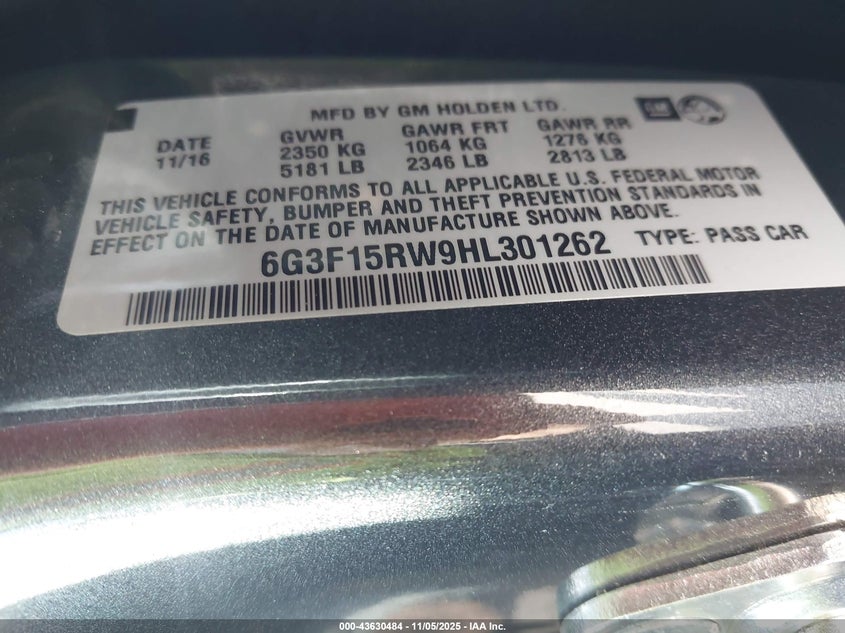 MFD BY GM HOLDEN LTD.
GM
DATE GVWR GAWR FRT GAWR RR
11/16 2350 KG 1064 KG 1276 KG
5181 LB 2346 LB 2813 LB
THIS VEHICLE CONFORMS TO ALL APPLICABLE U.S. FEDERAL MOTOR
VEHICLE SAFETY, BUMPER AND THEFT PREVENTION STANDARDS IN
EFFECT ON THE DATE OF MANUFACTURE SHOWN ABOVE.
6G3F15RW9HL301262 TYPE: PASS CAR
000-43630484 - 11/05/2025 - IAA Inc.